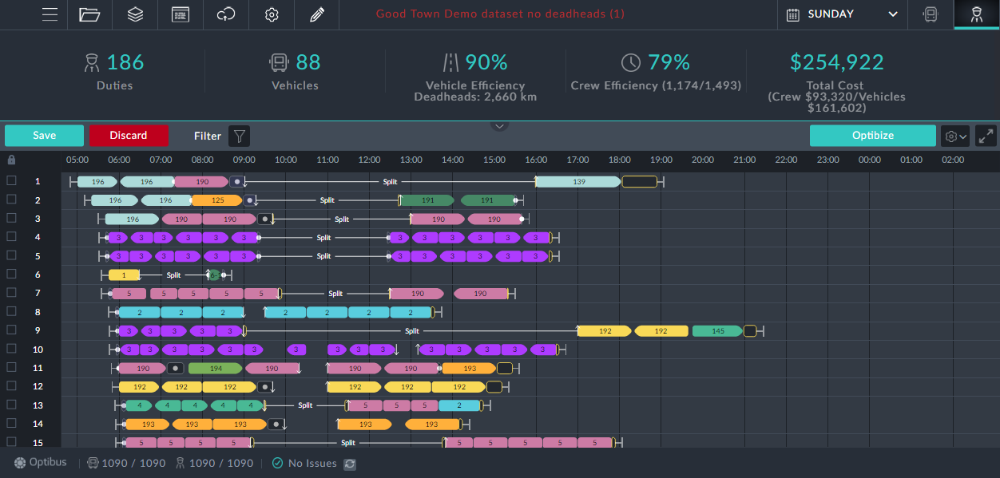 Good Town Demo dataset no deadheads (1)
SUNDAY
186
Duties
88
Vehicles
90%
Vehicle Efficiency
Deadheads: 2,660 km
79%
Crew Efficiency (1,174/1,493)
$254,922
Total Cost
(Crew $93,320/Vehicles
$161,602)
Save Discard Filter Optibize
05:00 06:00 07:00 08:00 09:00 10:00 11:00 12:00 13:00 14:00 15:00 16:00 17:00 18:00 19:00 20:00 21:00 22:00 23:00 00:00 01:00 02:00
1 196 196 190 Split 139
2 196 196 125 Split 191 191
3 196 190 190 Split 190 190
4 3 3 3 3 3 3 Split 3 3 3 3 3 3
5 3 3 3 3 3 3 Split 3 3 3 3 3 3
6 1 Split 6
7 5 5 5 5 5 Split 190 190
8 2 2 2 2 2 2 2
9 3 3 3 3 3 Split 192 192 145
10 3 3 3 3 3 3 3 3 3 3 3 3 3 3 3
11 190 194 190 190 190 193
12 192 192 192 192 192 192
13 4 4 4 4 4 Split 5 5 5 2
14 193 193 193 193 193
15 5 5 5 5 Split 5 5 5 5 5
Optibus 1090 / 1090 1090 / 1090 No Issues